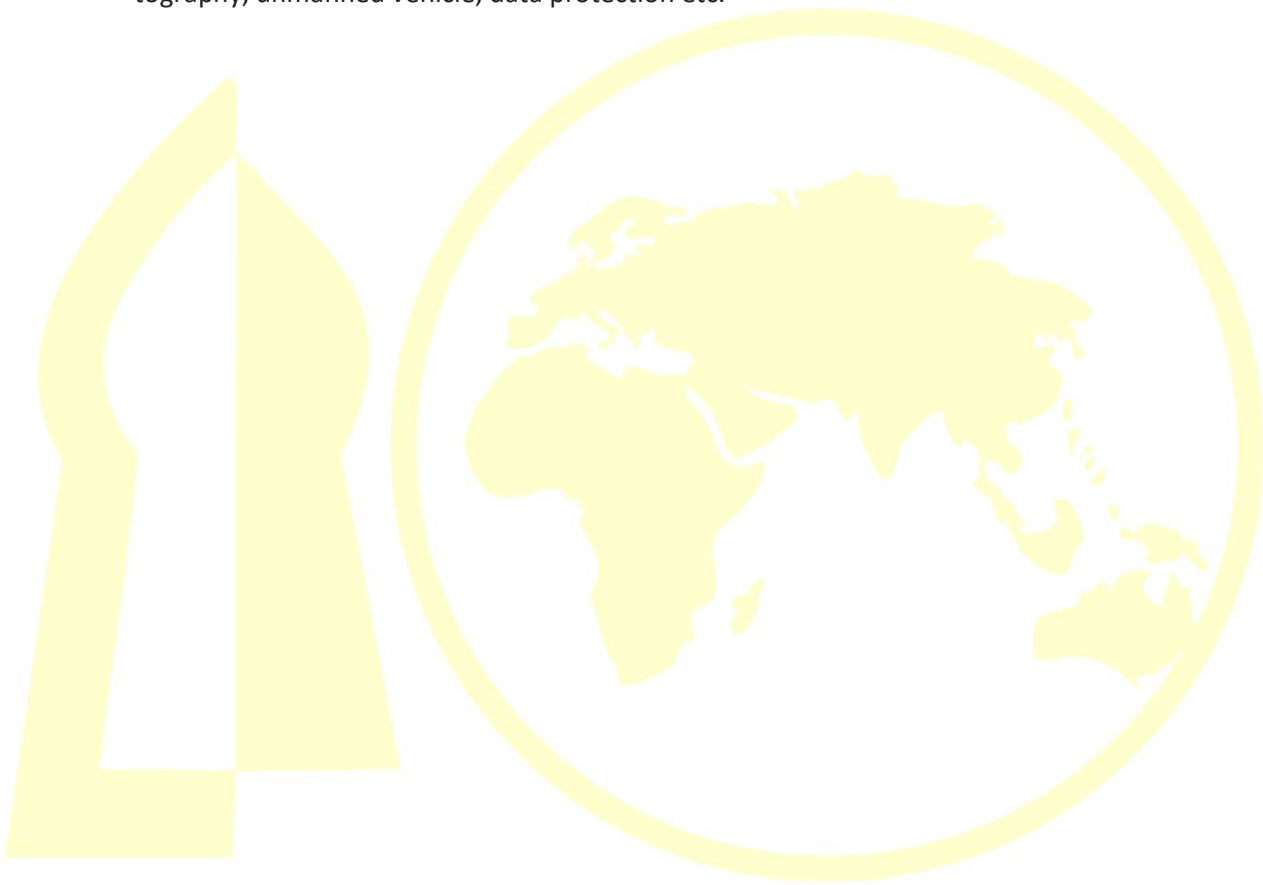 tography, unmanned vehicle, data protection etc.